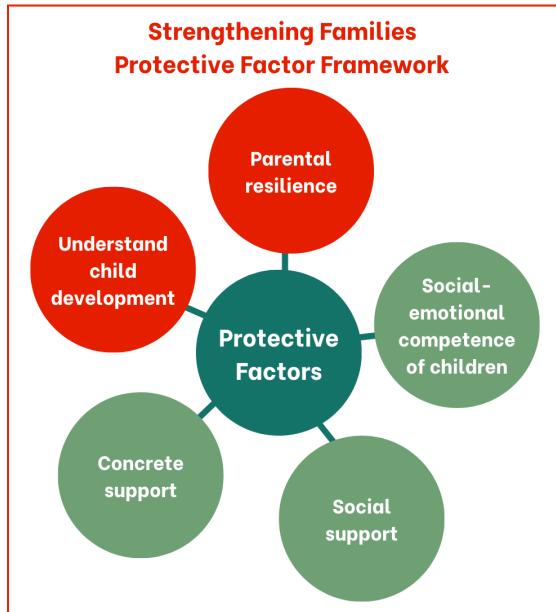 Strengthening Families
Protective Factor Framework
Parental
resilience
Understand
child
development
Social-
emotional
competence
of children
Protective
Factors
Concrete
support
Social
support